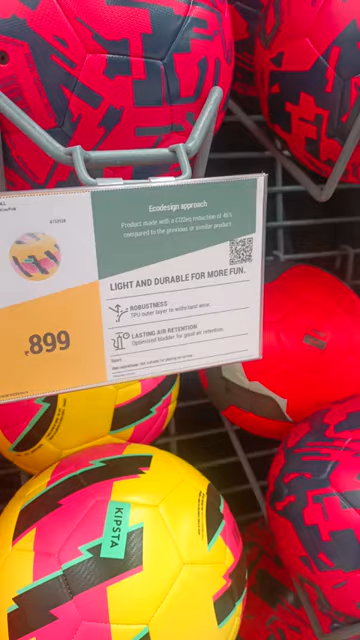 Ecodesign approach
Product made with a CO2eq reduction of 46%
compared to the previous or similar product
LIGHT AND DURABLE FOR MORE FUN.
ROBUSTNESS
TPU outer layer to withstand wear.
LASTING AIR RETENTION
Optimised bladder for good air retention.
₹899
KIPSTA